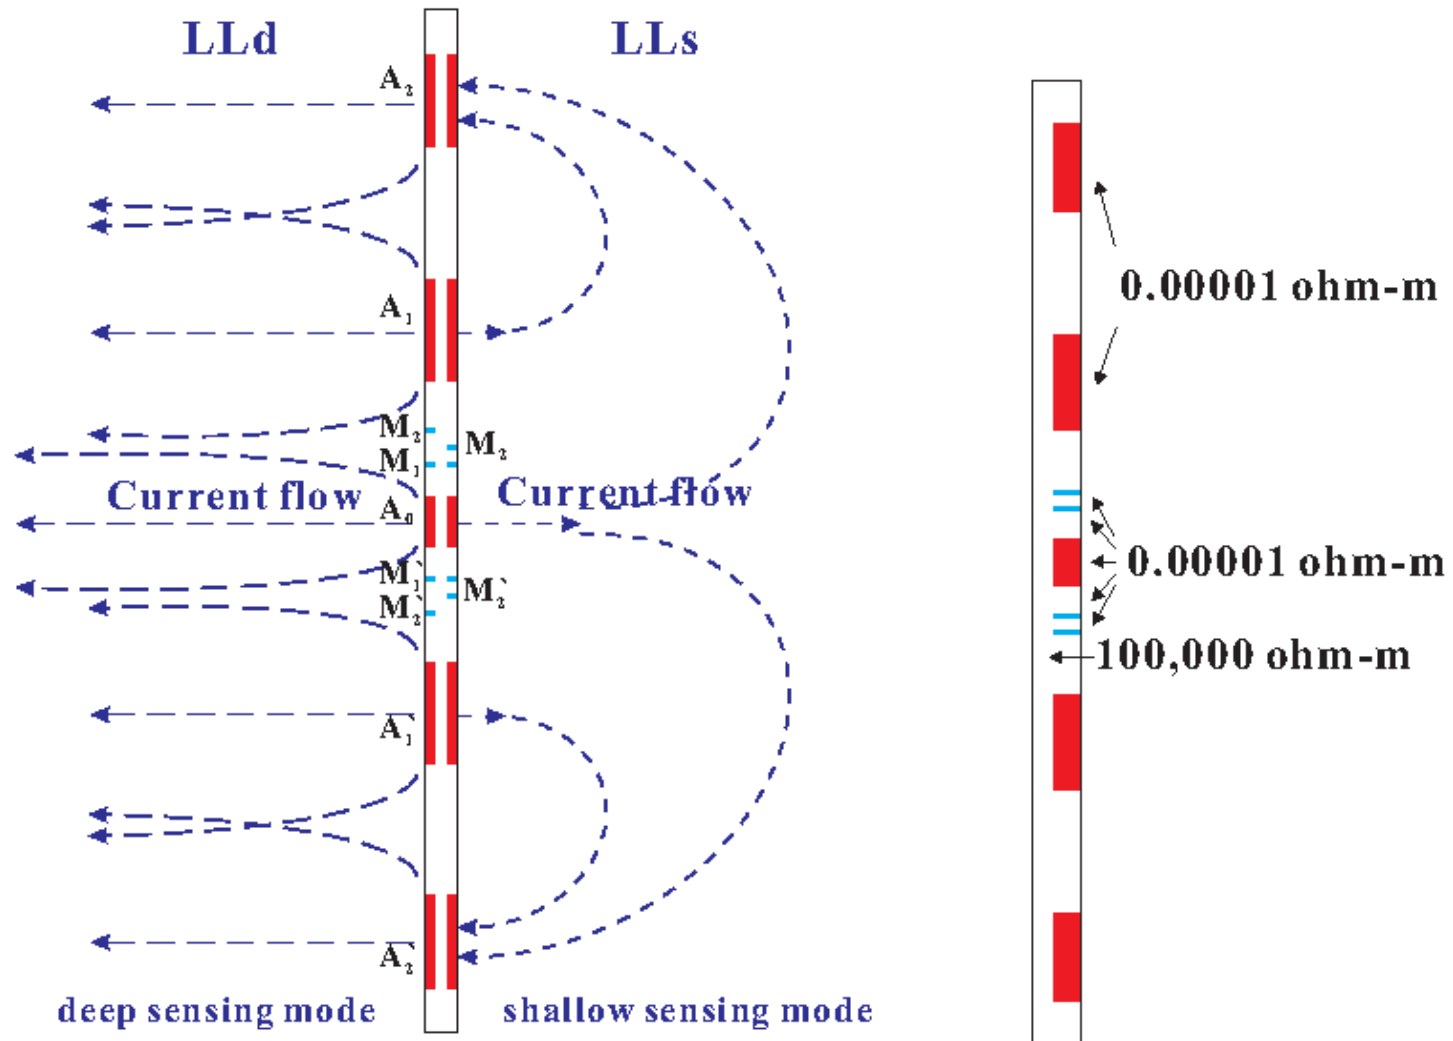 LLd
LLs
A₂
A₁
M₂
M₂
M₁
Current flow
Current flow
A₀
M₁`
M₂`
M₂`
A₁`
A₂`
deep sensing mode
shallow sensing mode
0.00001 ohm-m
0.00001 ohm-m
100,000 ohm-m